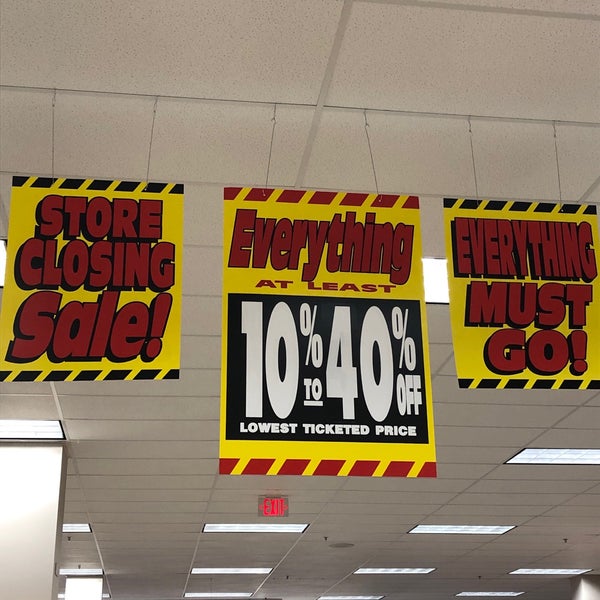 STORE
CLOSING
Sale!
Everything
AT LEAST
10% TO 40% OFF
LOWEST TICKETED PRICE
EVERYTHING
MUST
GO!
EXIT